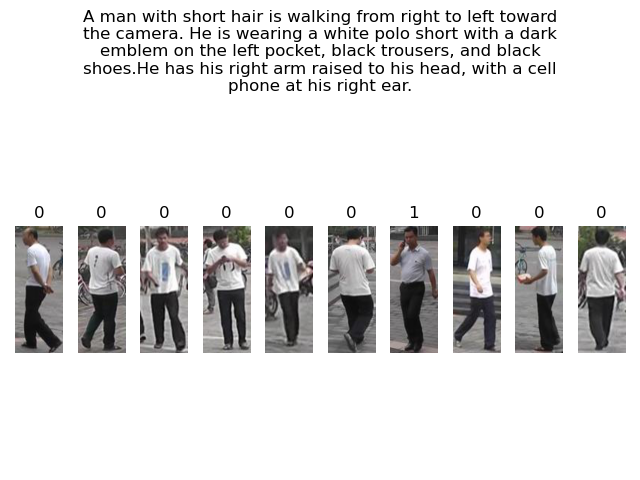 A man with short hair is walking from right to left toward
the camera. He is wearing a white polo short with a dark
emblem on the left pocket, black trousers, and black
shoes.He has his right arm raised to his head, with a cell
phone at his right ear.
0 0 0 0 0 0 1 0 0 0